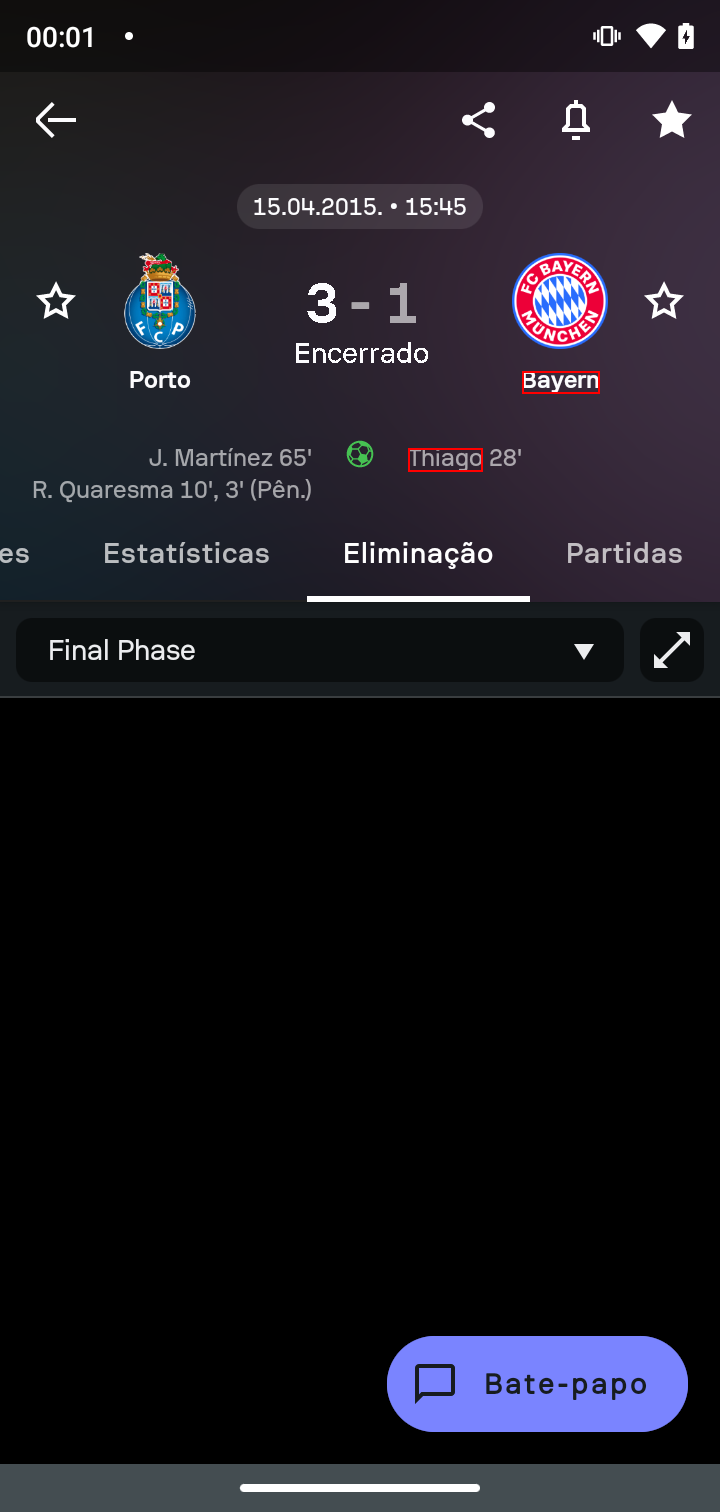 00:01
15.04.2015. • 15:45
FC BAYERN MÜNCHEN
FCP
3 - 1
Encerrado
Porto
Bayern
J. Martínez 65'
Thiago 28'
R. Quaresma 10', 3' (Pên.)
es
Estatísticas
Eliminação
Partidas
Final Phase
Bate-papo